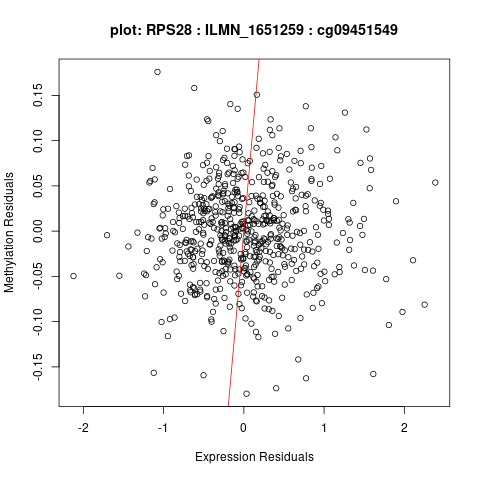 plot: RPS28 : ILMN_1651259 : cg09451549
Methylation Residuals
0.15
0.10
0.05
0.00
-0.05
-0.10
-0.15
-2 -1 0 1 2
Expression Residuals